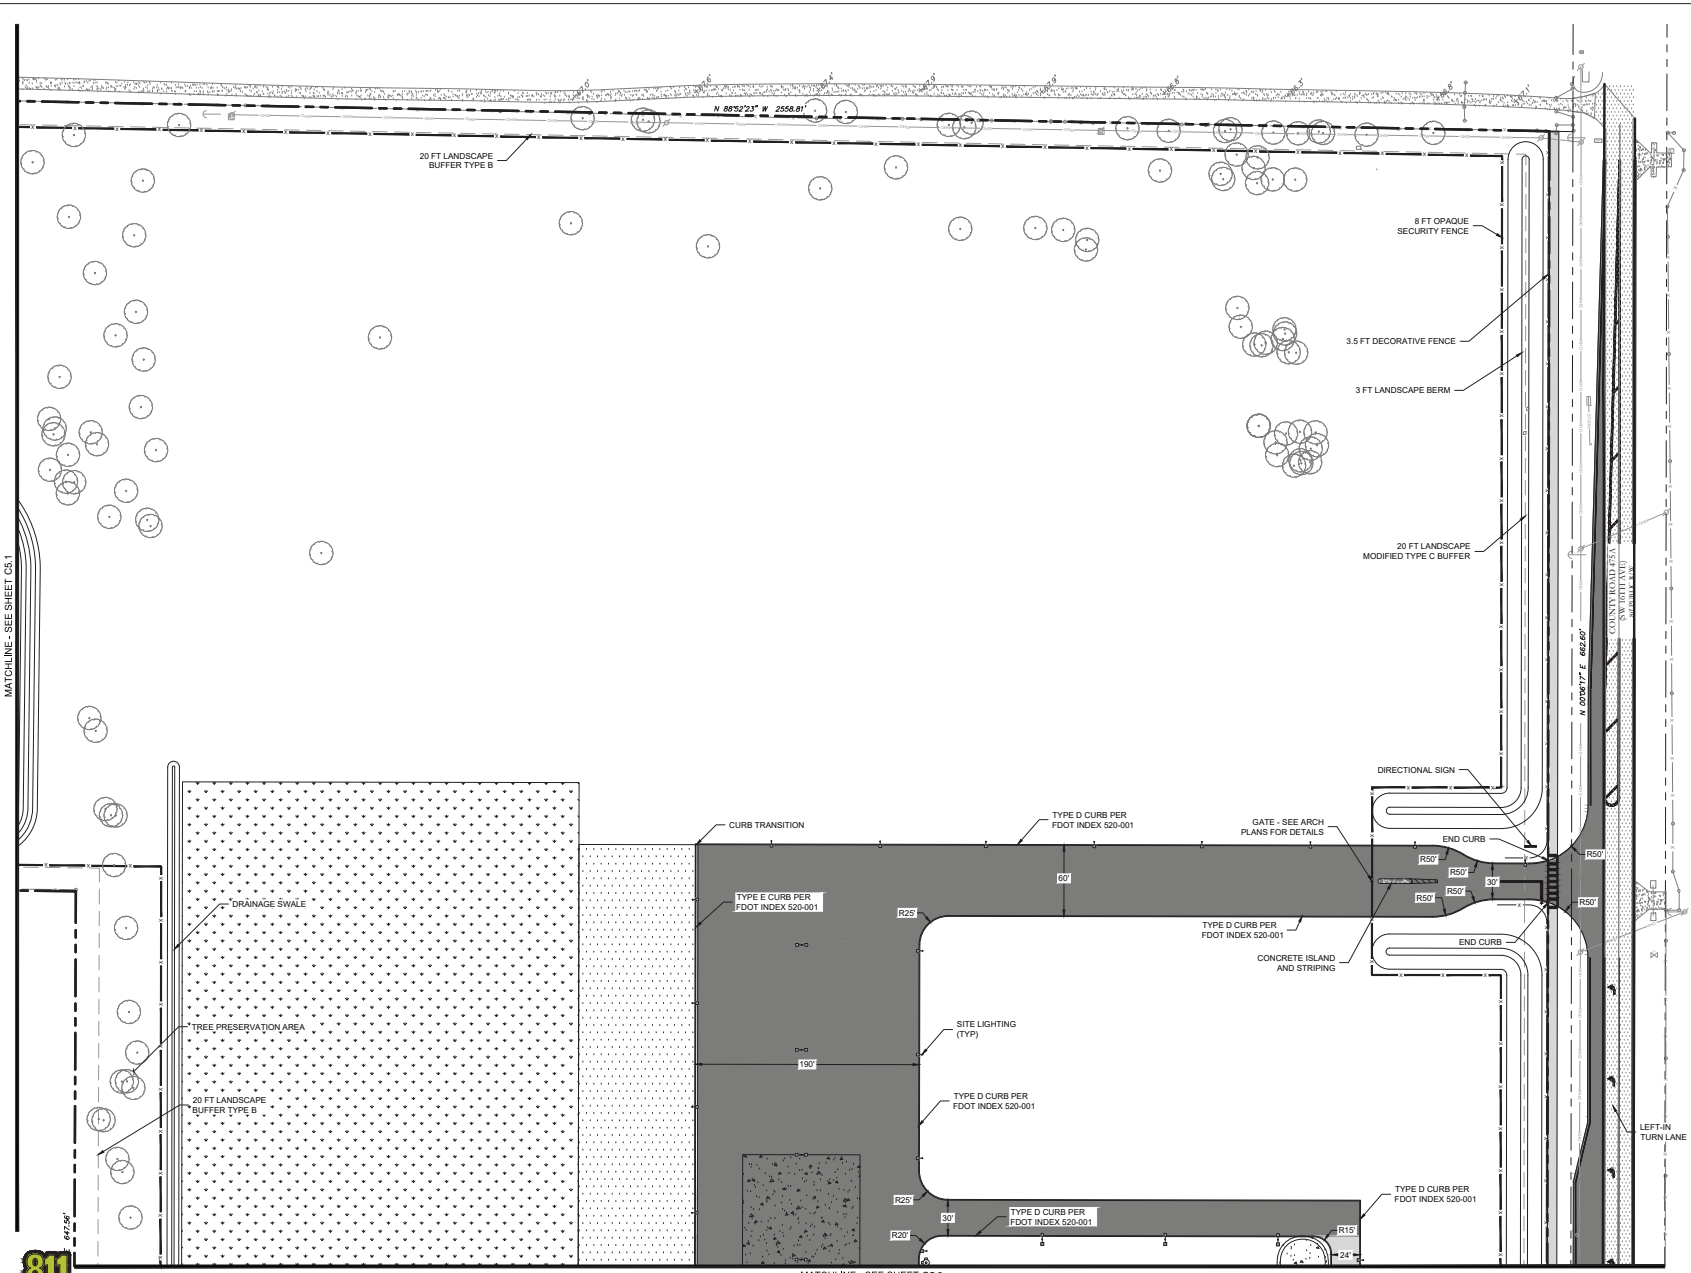 N 88°52'23" W 2558.81'
20 FT LANDSCAPE
BUFFER TYPE B
8 FT OPAQUE
SECURITY FENCE
3.5 FT DECORATIVE FENCE
3 FT LANDSCAPE BERM
20 FT LANDSCAPE
MODIFIED TYPE C BUFFER
COUNTY ROAD 475A
(SW 16TH AVE)
N 00°06'17" E 662.60'
MATCHLINE - SEE SHEET C5.1
DIRECTIONAL SIGN
GATE - SEE ARCH
PLANS FOR DETAILS
END CURB
TYPE D CURB PER
FDOT INDEX 520-001
CURB TRANSITION
R50'
R50'
R50'
60'
30'
R50'
R50'
R50'
TYPE E CURB PER
FDOT INDEX 520-001
DRAINAGE SWALE
R25'
TYPE D CURB PER
FDOT INDEX 520-001
END CURB
CONCRETE ISLAND
AND STRIPING
SITE LIGHTING
(TYP)
TREE PRESERVATION AREA
190'
20 FT LANDSCAPE
BUFFER TYPE B
TYPE D CURB PER
FDOT INDEX 520-001
LEFT-IN
TURN LANE
TYPE D CURB PER
FDOT INDEX 520-001
R25'
30'
TYPE D CURB PER
FDOT INDEX 520-001
R20'
R15'
24'
647.56'
811